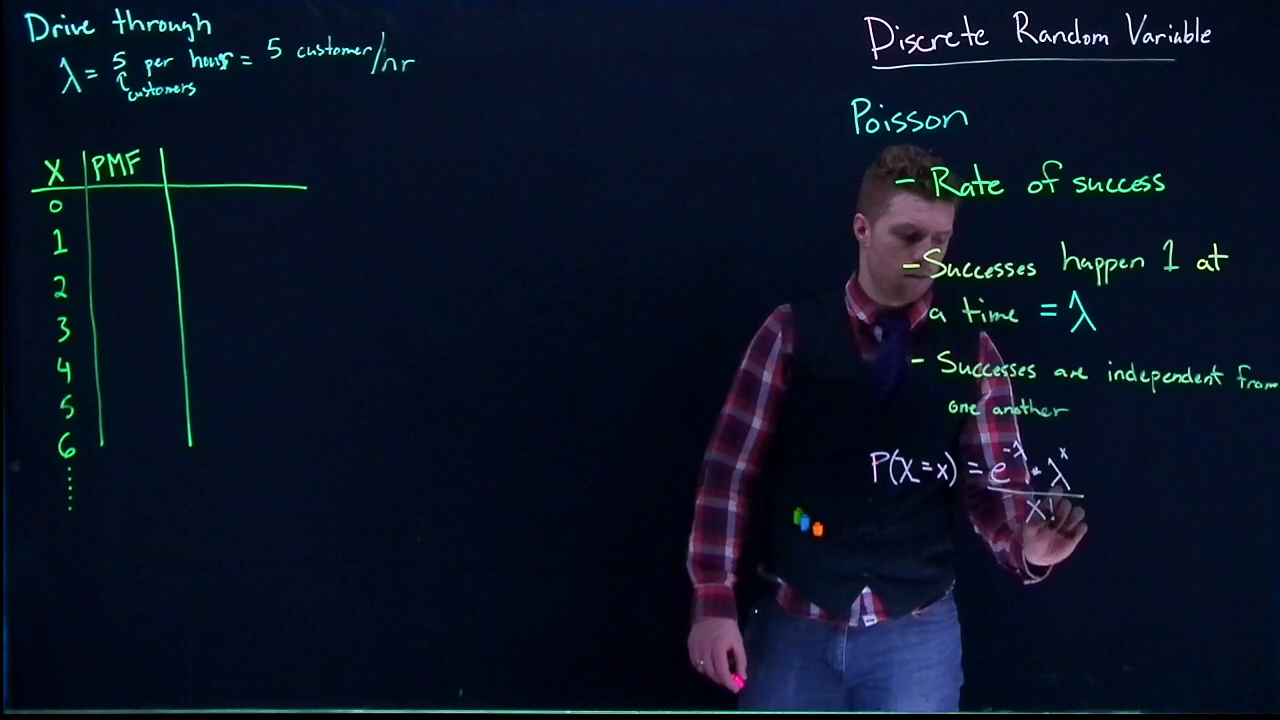 Drive through
λ = 5 per hour = 5 customer/hr
customers
X PMF
0
1
2
3
4
5
6
Discrete Random Variable
Poisson
- Rate of success
- Successes happen 1 at
a time = λ
- Successes are independent from
one another
P(X=x) = e^-λ · λ^x
x!